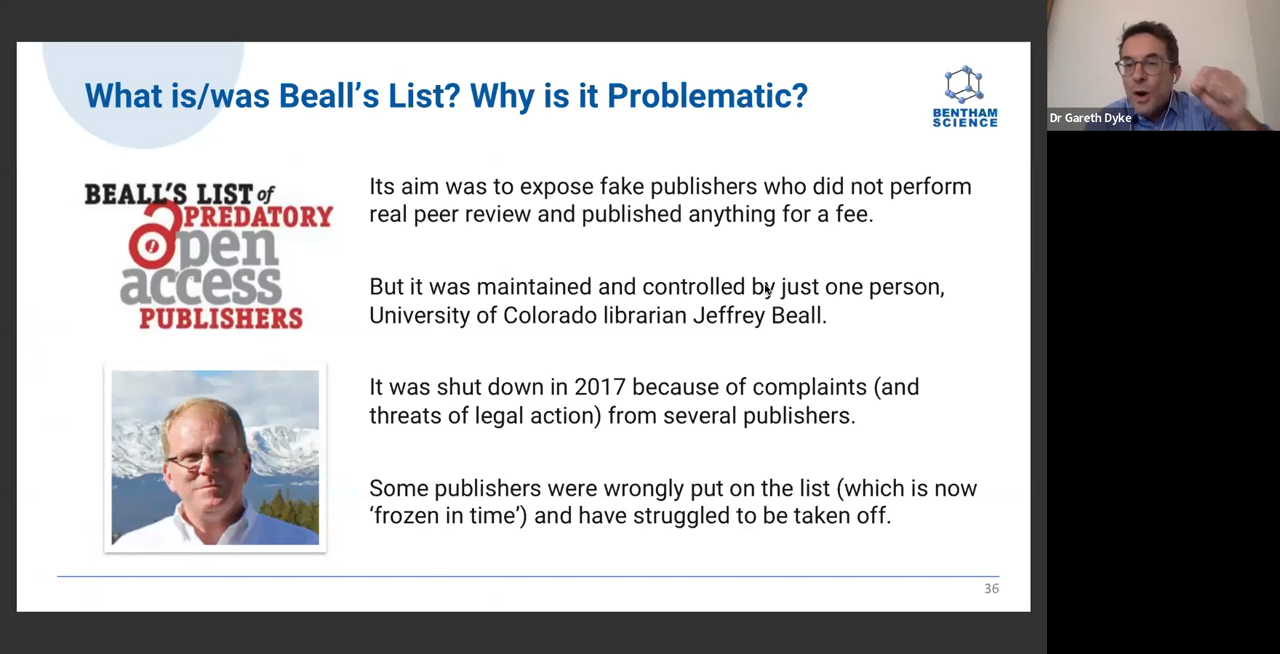 What is/was Beall’s List? Why is it Problematic?
BENTHAM
SCIENCE
Dr Gareth Dyke
BEALL'S LIST of
PREDATORY
open
access
PUBLISHERS
Its aim was to expose fake publishers who did not perform
real peer review and published anything for a fee.
But it was maintained and controlled by just one person,
University of Colorado librarian Jeffrey Beall.
It was shut down in 2017 because of complaints (and
threats of legal action) from several publishers.
Some publishers were wrongly put on the list (which is now
‘frozen in time’) and have struggled to be taken off.
36